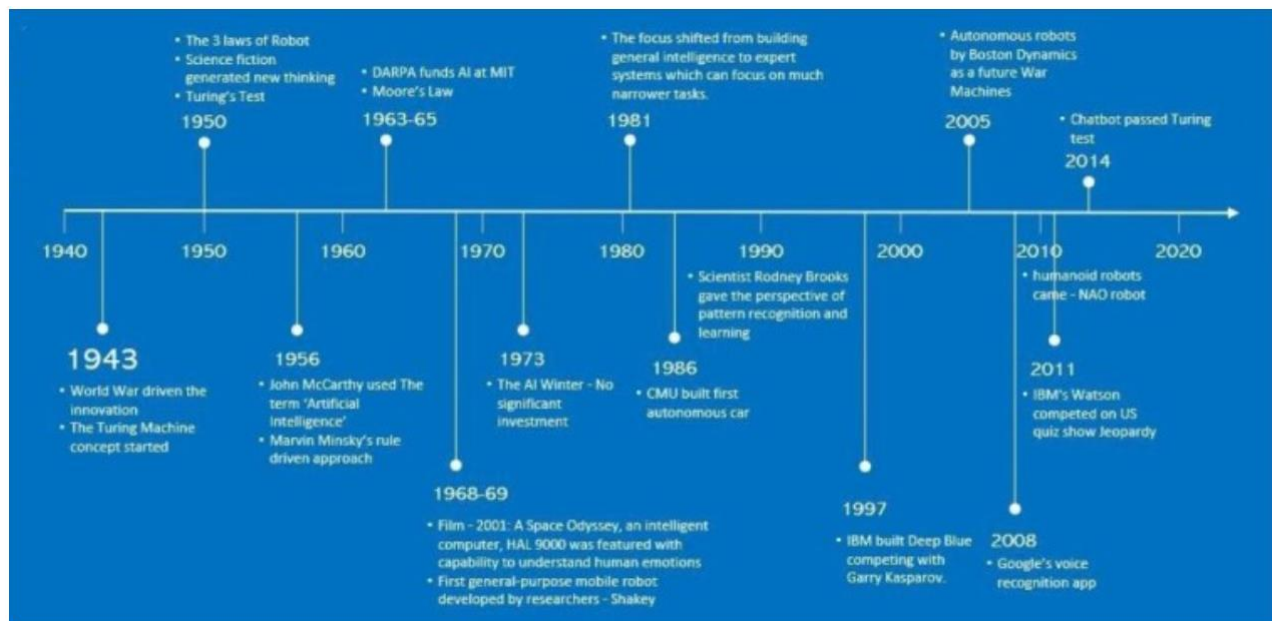 • The 3 laws of Robot
• Science fiction
generated new thinking
• Turing's Test
1950
• DARPA funds AI at MIT
• Moore's Law
1963-65
• The focus shifted from building
general intelligence to expert
systems which can focus on much
narrower tasks.
1981
• Autonomous robots
by Boston Dynamics
as a future War
Machines
2005
• Chatbot passed Turing
test
2014
1940
1950
1960
1970
1980
1990
2000
2010
2020
1943
• World War driven the
innovation
• The Turing Machine
concept started
1956
• John McCarthy used The
term 'Artificial
Intelligence'
• Marvin Minsky's rule
driven approach
1968-69
• Film - 2001: A Space Odyssey, an intelligent
computer, HAL 9000 was featured with
capability to understand human emotions
• First general-purpose mobile robot
developed by researchers - Shakey
1973
• The AI Winter - No
significant
investment
• Scientist Rodney Brooks
gave the perspective of
pattern recognition and
learning
1986
• CMU built first
autonomous car
1997
• IBM built Deep Blue
competing with
Garry Kasparov.
2008
• Google's voice
recognition app
• humanoid robots
came - NAO robot
2011
• IBM's Watson
competed on US
quiz show Jeopardy